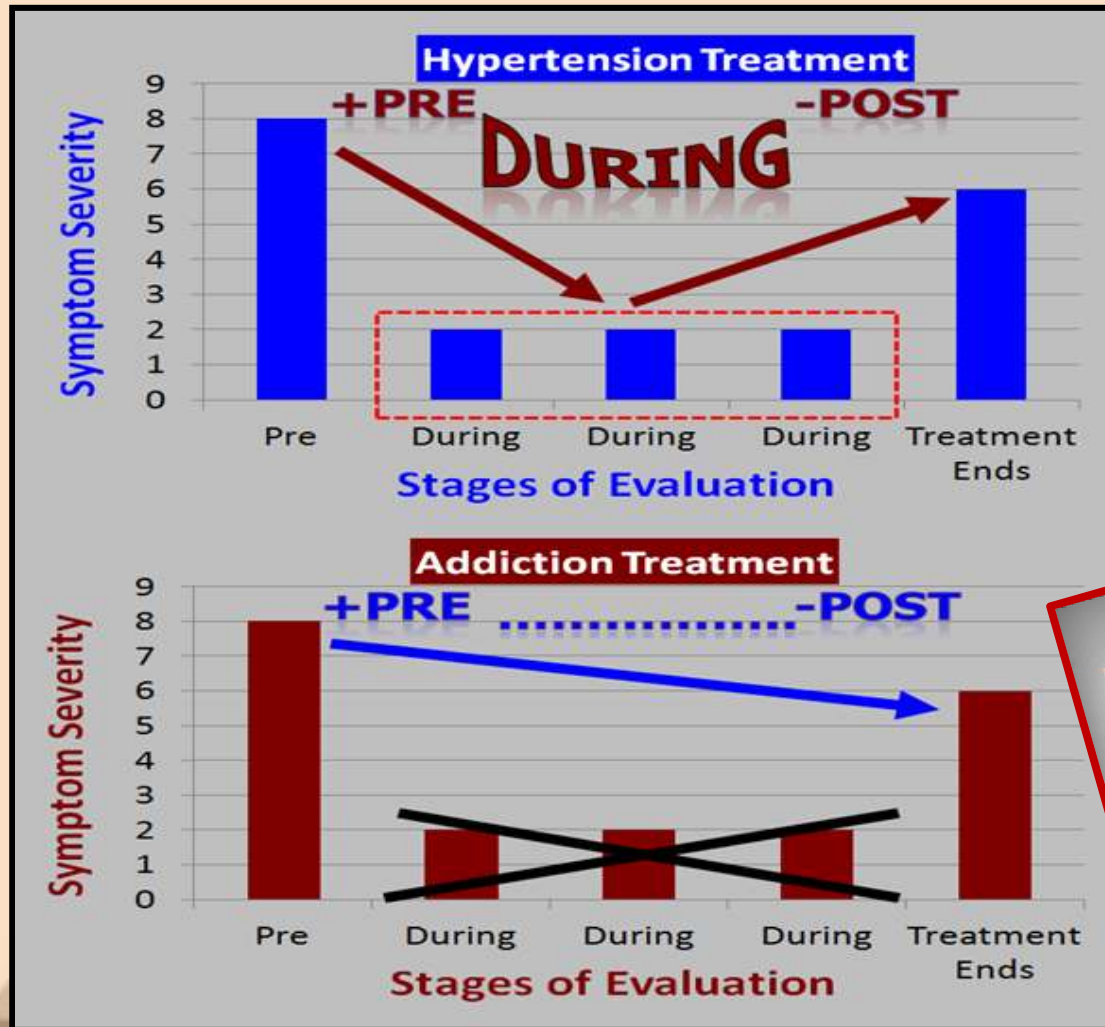 Hypertension Treatment
+PRE DURING -POST
Symptom Severity
9
8
7
6
5
4
3
2
1
0
Pre During During During Treatment Ends
Stages of Evaluation
Addiction Treatment
+PRE ..................-POST
Symptom Severity
9
8
7
6
5
4
3
2
1
0
Pre During During During Treatment Ends
Stages of Evaluation